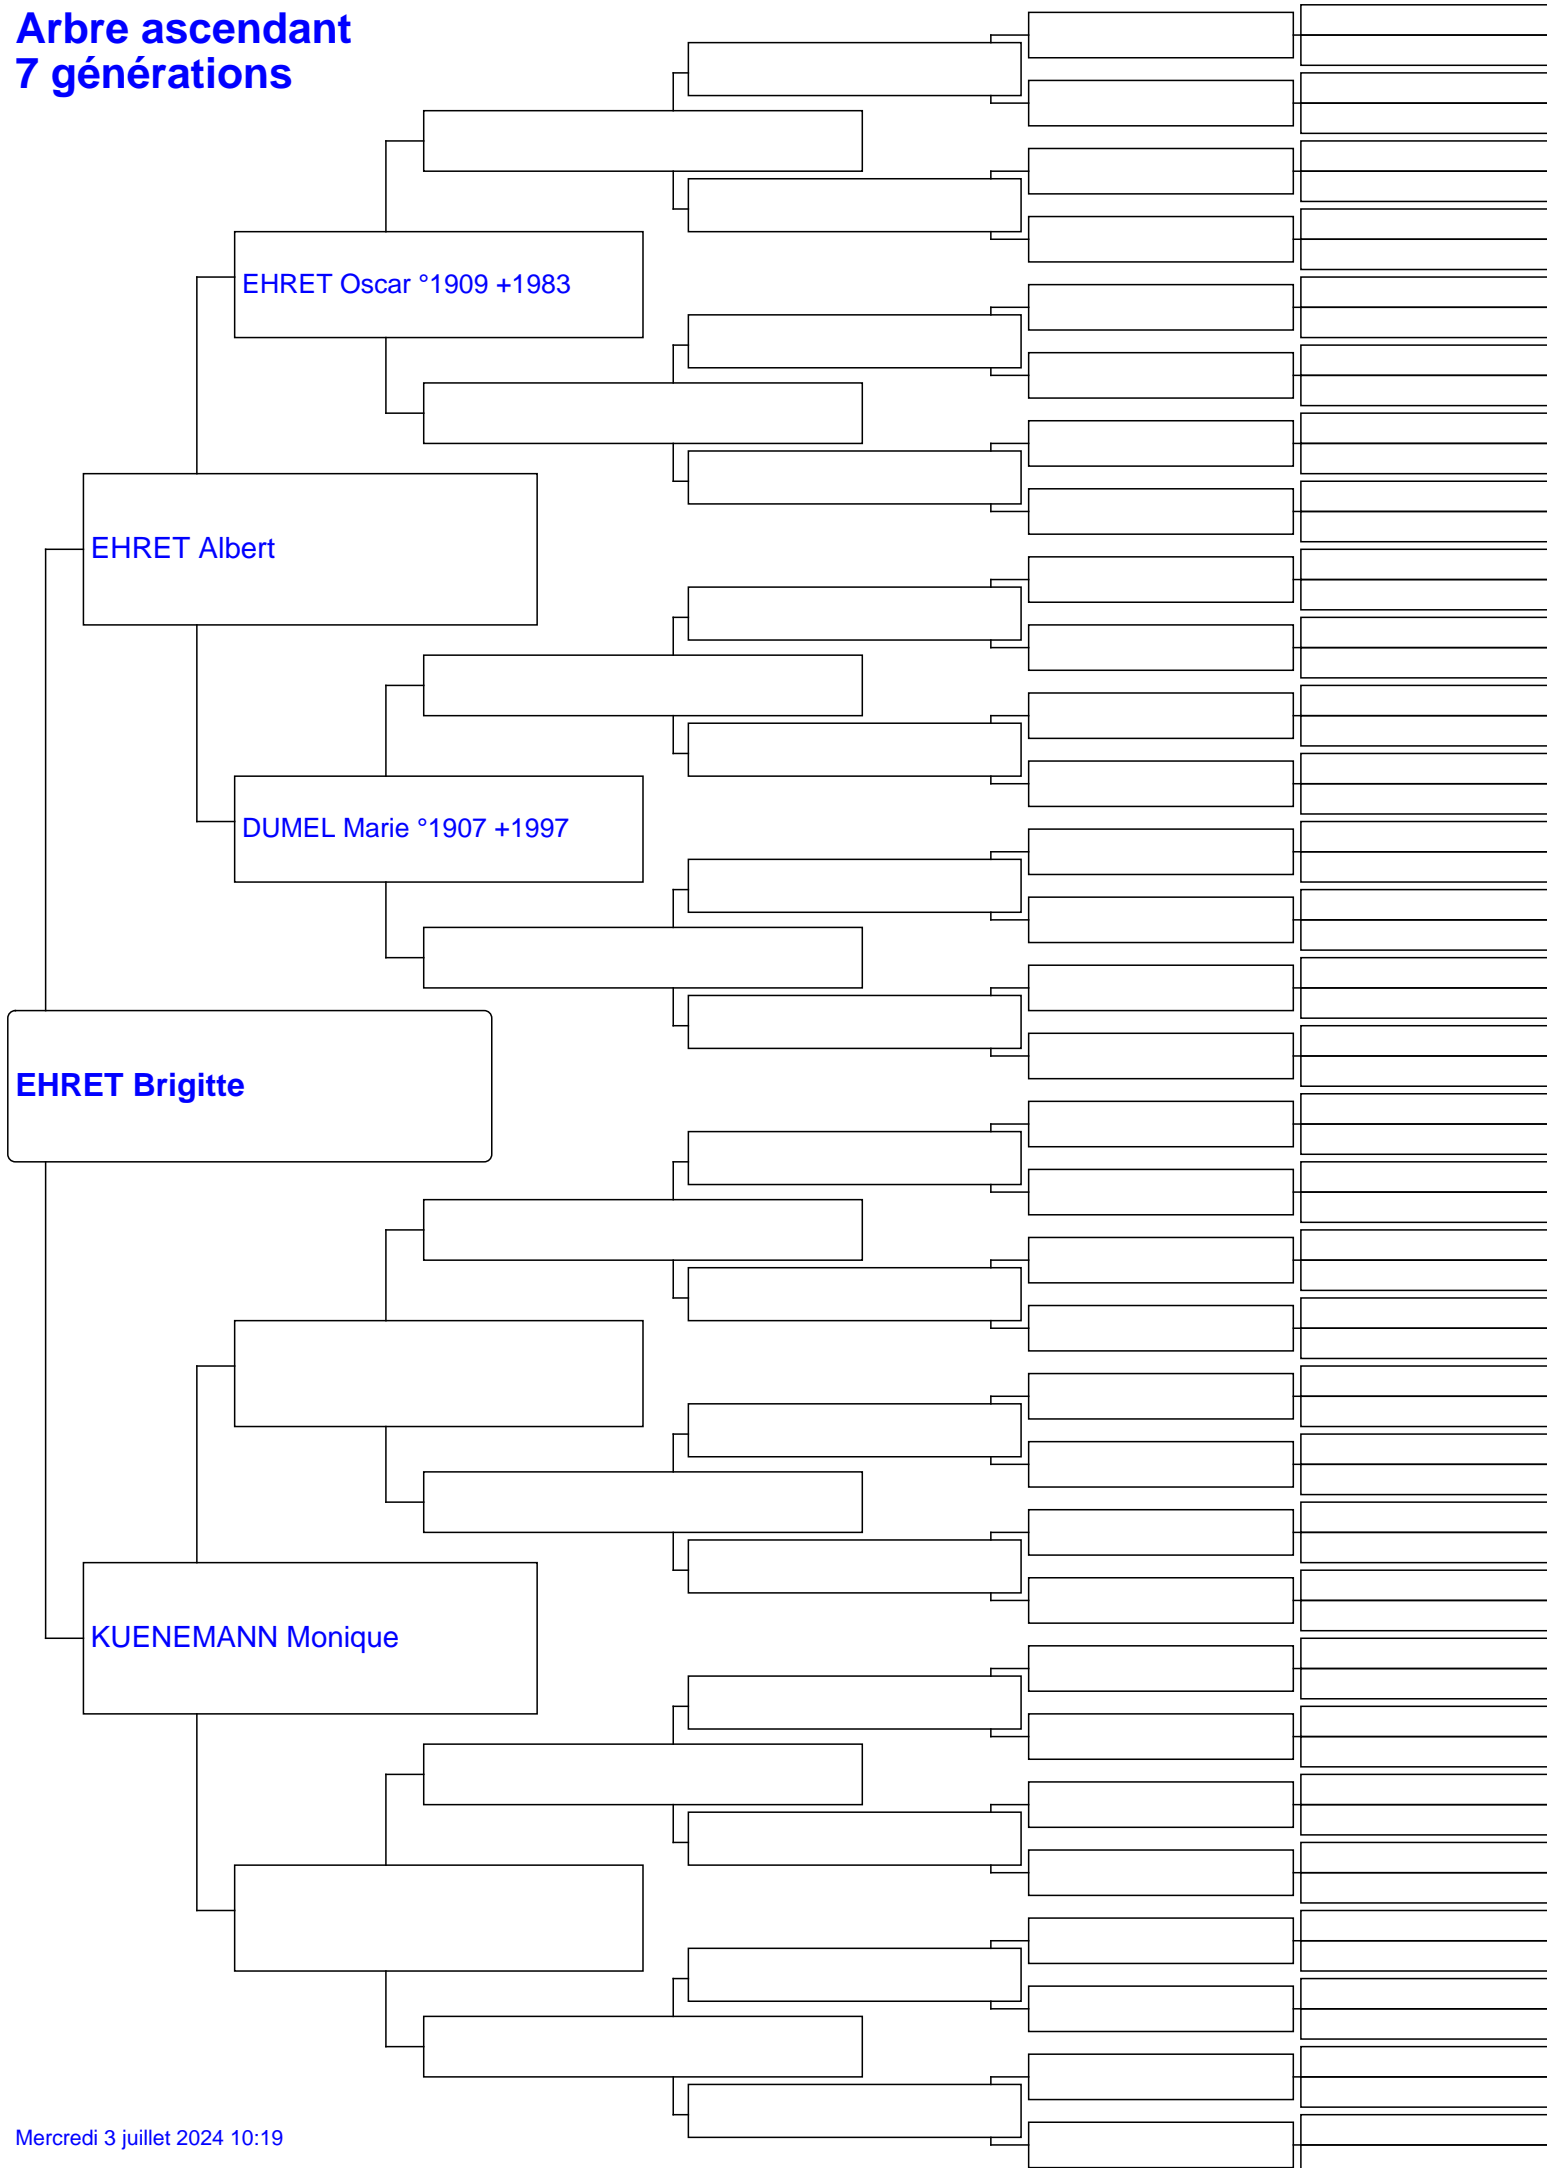 Arbre ascendant
7 générations
EHRET Oscar °1909 +1983
EHRET Albert
DUMEL Marie °1907 +1997
EHRET Brigitte
KUENEMANN Monique
Mercredi 3 juillet 2024 10:19